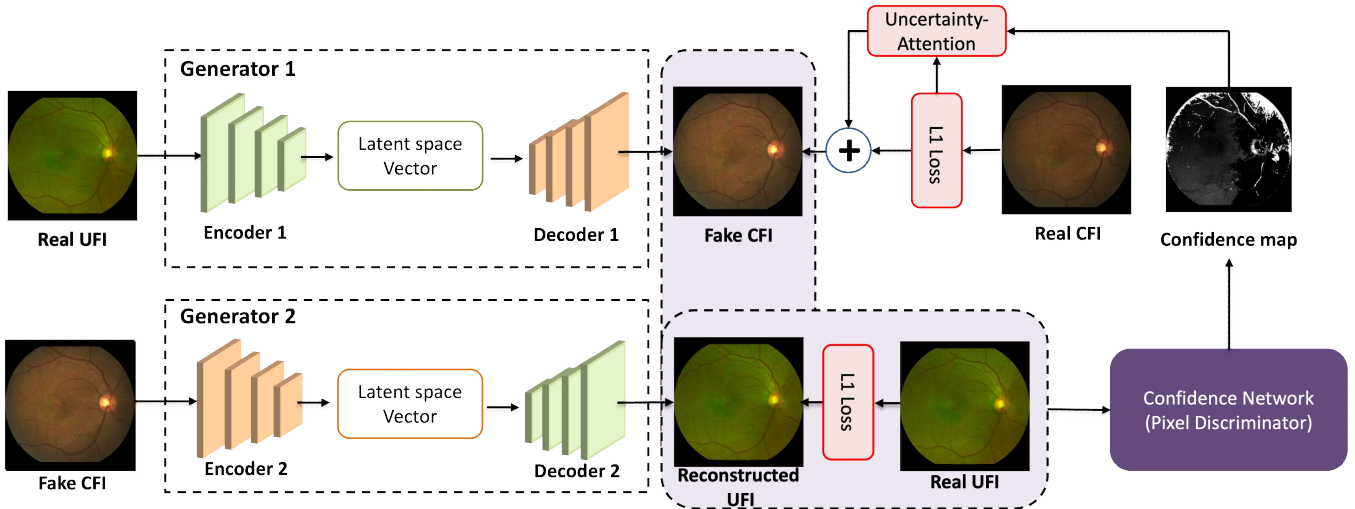 Uncertainty-
Attention
Generator 1
Latent space
Vector
L1 Loss
+
Real UFI
Encoder 1
Decoder 1
Fake CFI
Real CFI
Confidence map
Generator 2
Latent space
Vector
L1 Loss
Confidence Network
(Pixel Discriminator)
Fake CFI
Encoder 2
Decoder 2
Reconstructed
UFI
Real UFI